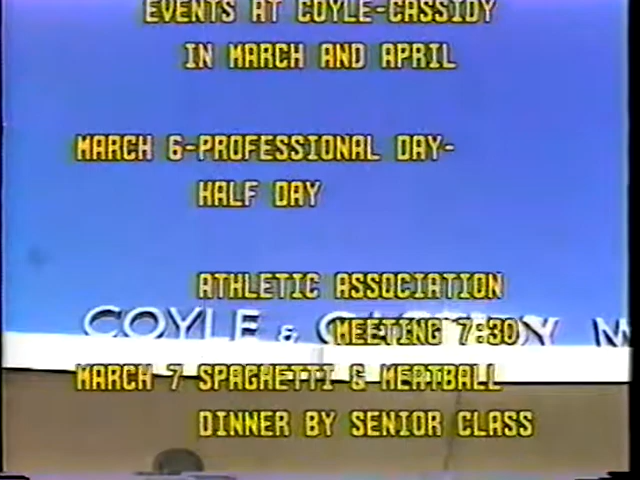 EVENTS AT COYLE-CASSIDY
IN MARCH AND APRIL
MARCH 6-PROFESSIONAL DAY-
HALF DAY
ATHLETIC ASSOCIATION
COYLE &
MEETING 7:30
MARCH 7 SPAGHETTI & MEATBALL
DINNER BY SENIOR CLASS